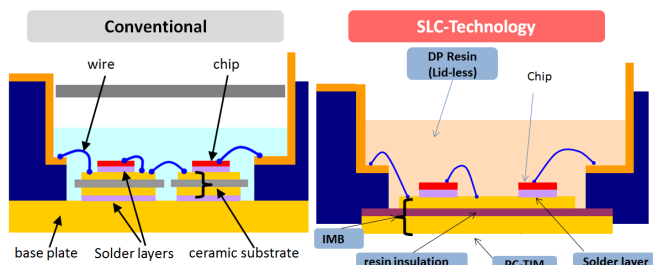 Conventional
SLC-Technology
wire
chip
DP Resin
(Lid-less)
Chip
base plate
Solder layers
ceramic substrate
IMB
resin insulation
PC-TIM
Solder layer